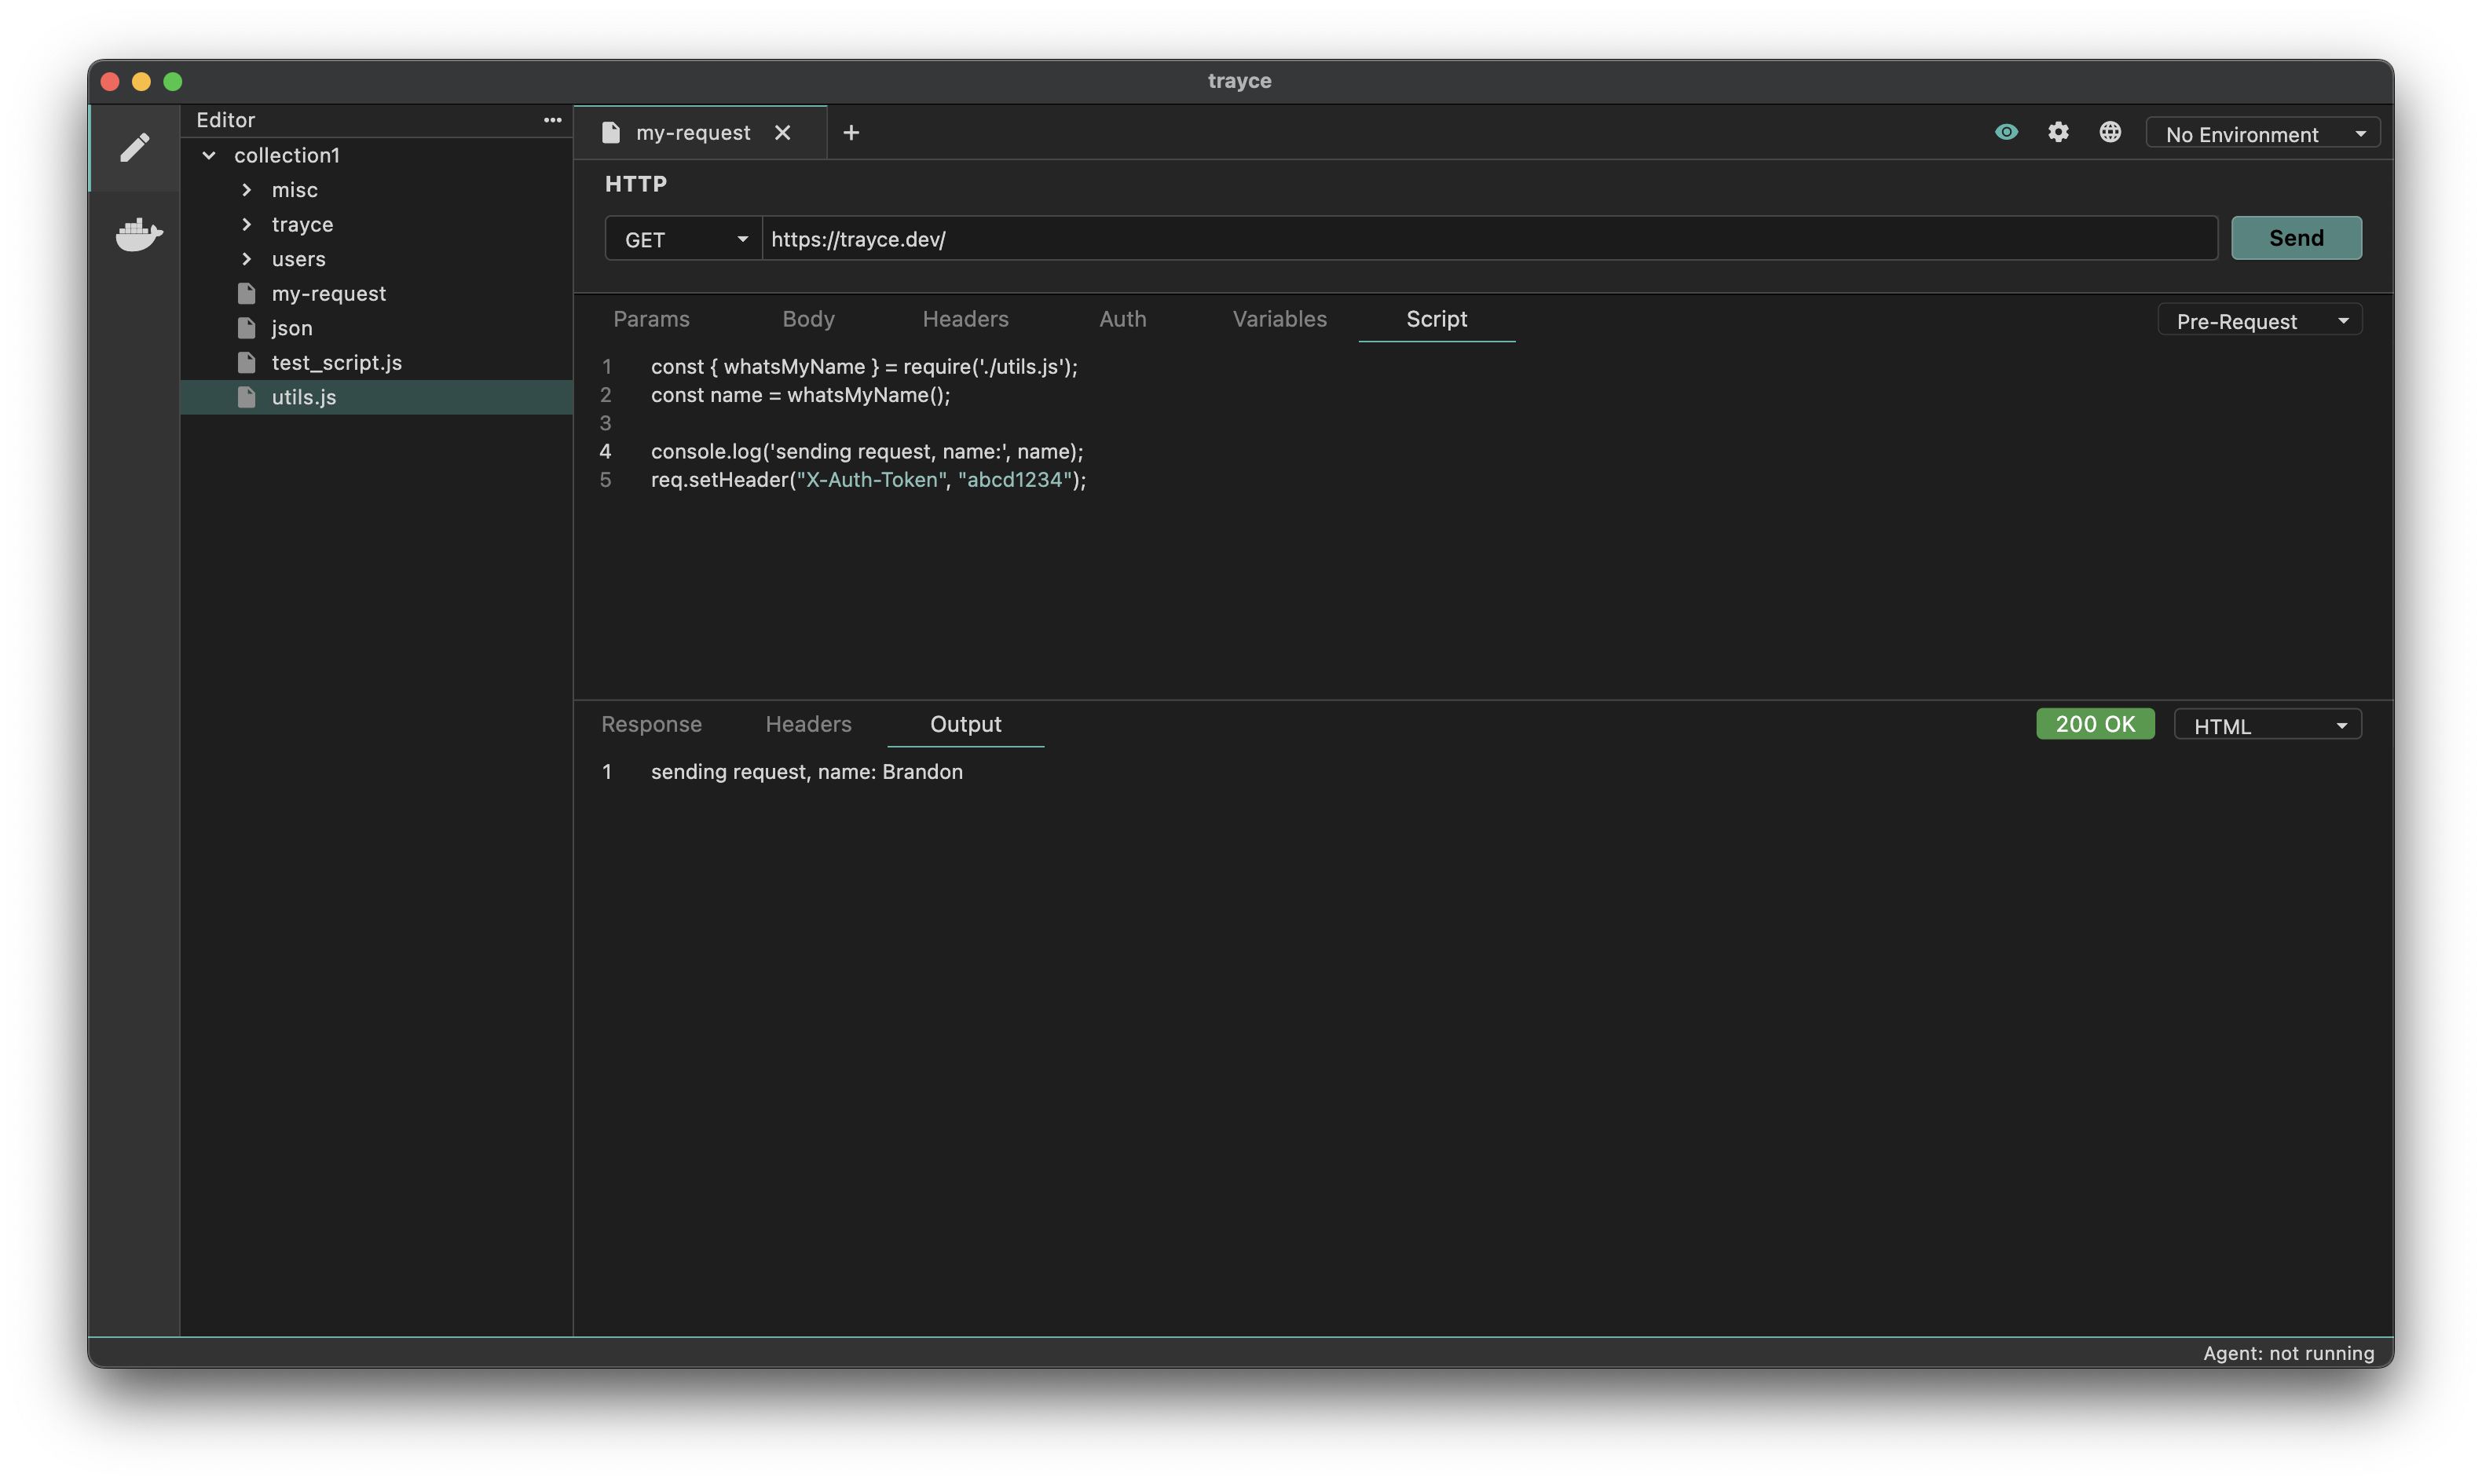 trayce
Editor
collection1
misc
trayce
users
my-request
json
test_script.js
utils.js
my-request
No Environment
HTTP
GET
https://trayce.dev/
Send
Params Body Headers Auth Variables Script
Pre-Request
1 const { whatsMyName } = require('./utils.js');
2 const name = whatsMyName();
3
4 console.log('sending request, name:', name);
5 req.setHeader("X-Auth-Token", "abcd1234");
Response Headers Output
200 OK
HTML
1 sending request, name: Brandon
Agent: not running